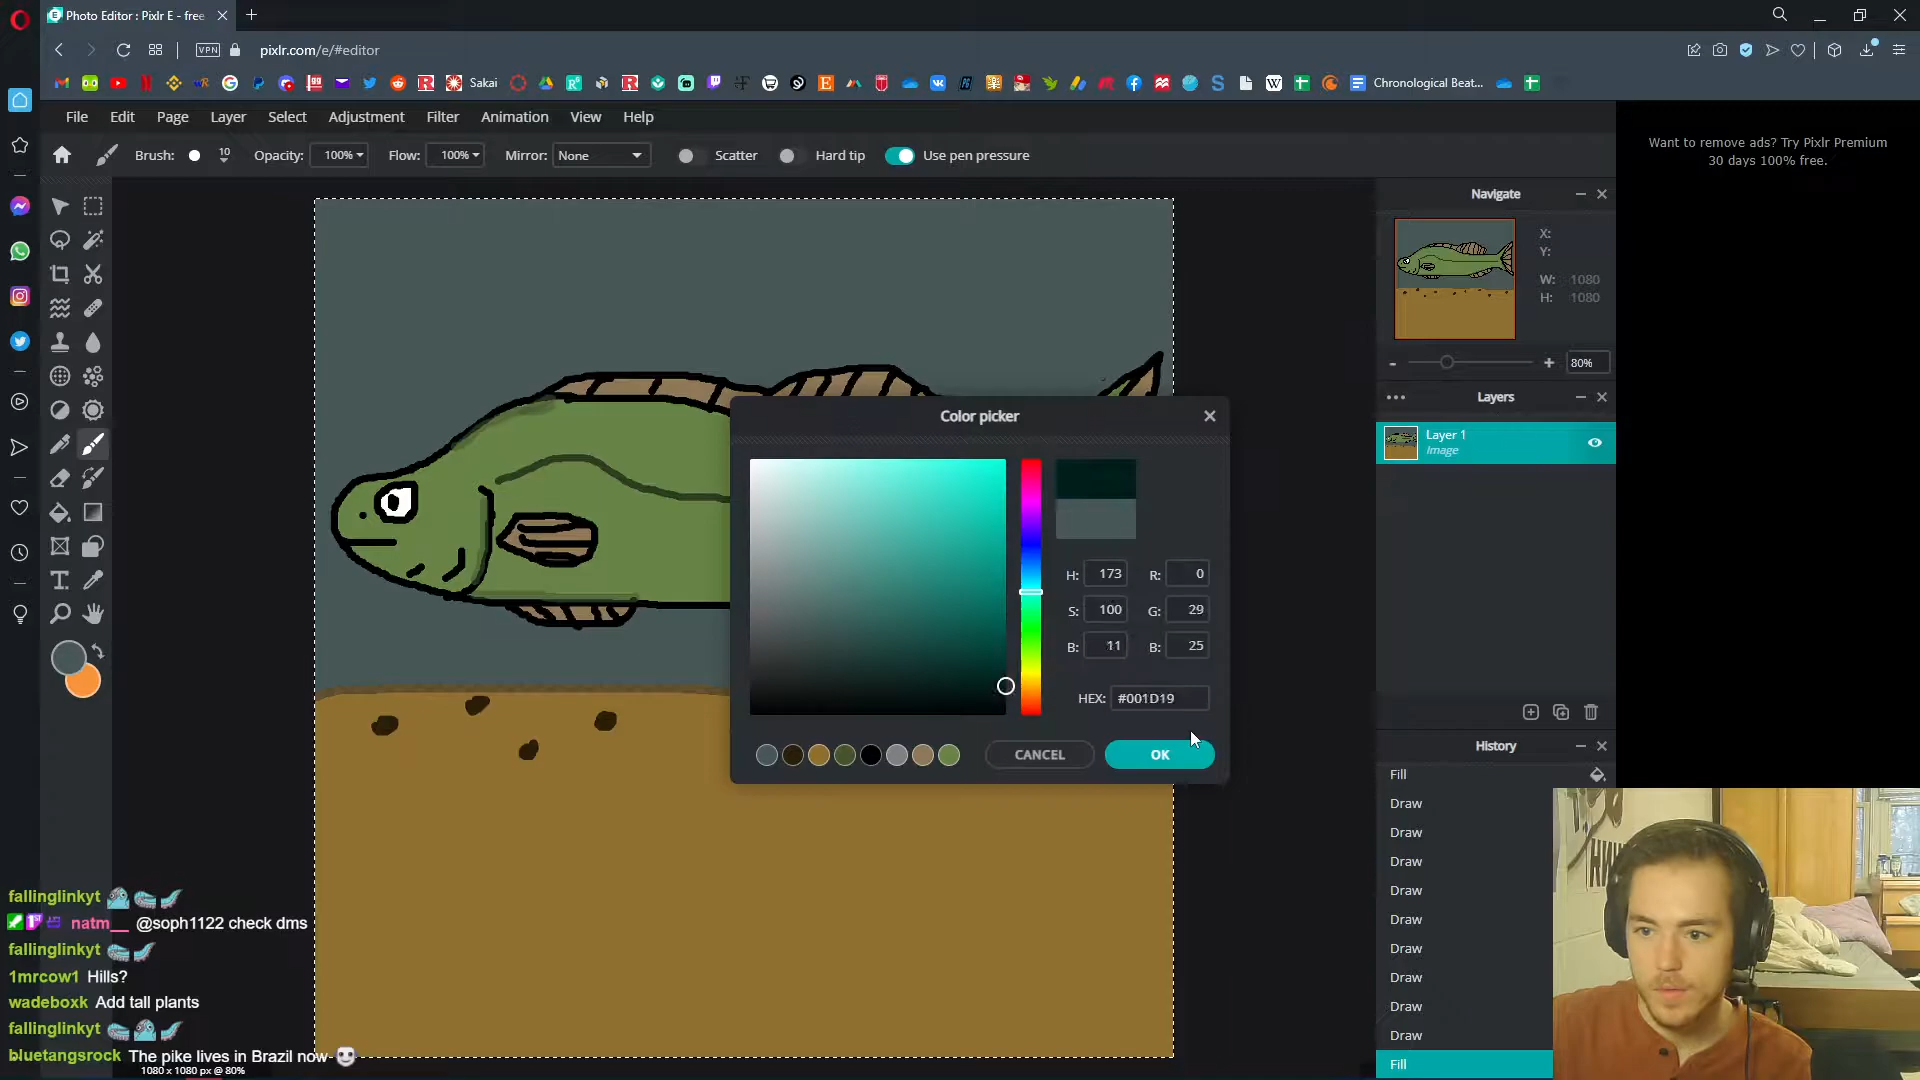 Photo Editor : Pixlr E - free
VPN
pixlr.com/e/#editor
Sakai
Chronological Beat...
File Edit Page Layer Select Adjustment Filter Animation View Help
Brush: 10 Opacity: 100% Flow: 100% Mirror: None Scatter Hard tip Use pen pressure
Want to remove ads? Try Pixlr Premium
30 days 100% free.
Navigate
X:
Y:
W: 1080
H: 1080
80%
Layers
Layer 1
Image
Color picker
H: 173 R: 0
S: 100 G: 29
B: 11 B: 25
HEX: #001D19
CANCEL OK
History
Fill
Draw
Draw
Draw
Draw
Draw
Draw
Draw
Draw
Draw
Fill
fallinglinkyt
natm__ @soph1122 check dms
fallinglinkyt
1mrcow1 Hills?
wadeboxk Add tall plants
fallinglinkyt
bluetangsrock The pike lives in Brazil now
1080 x 1080 px @ 80%